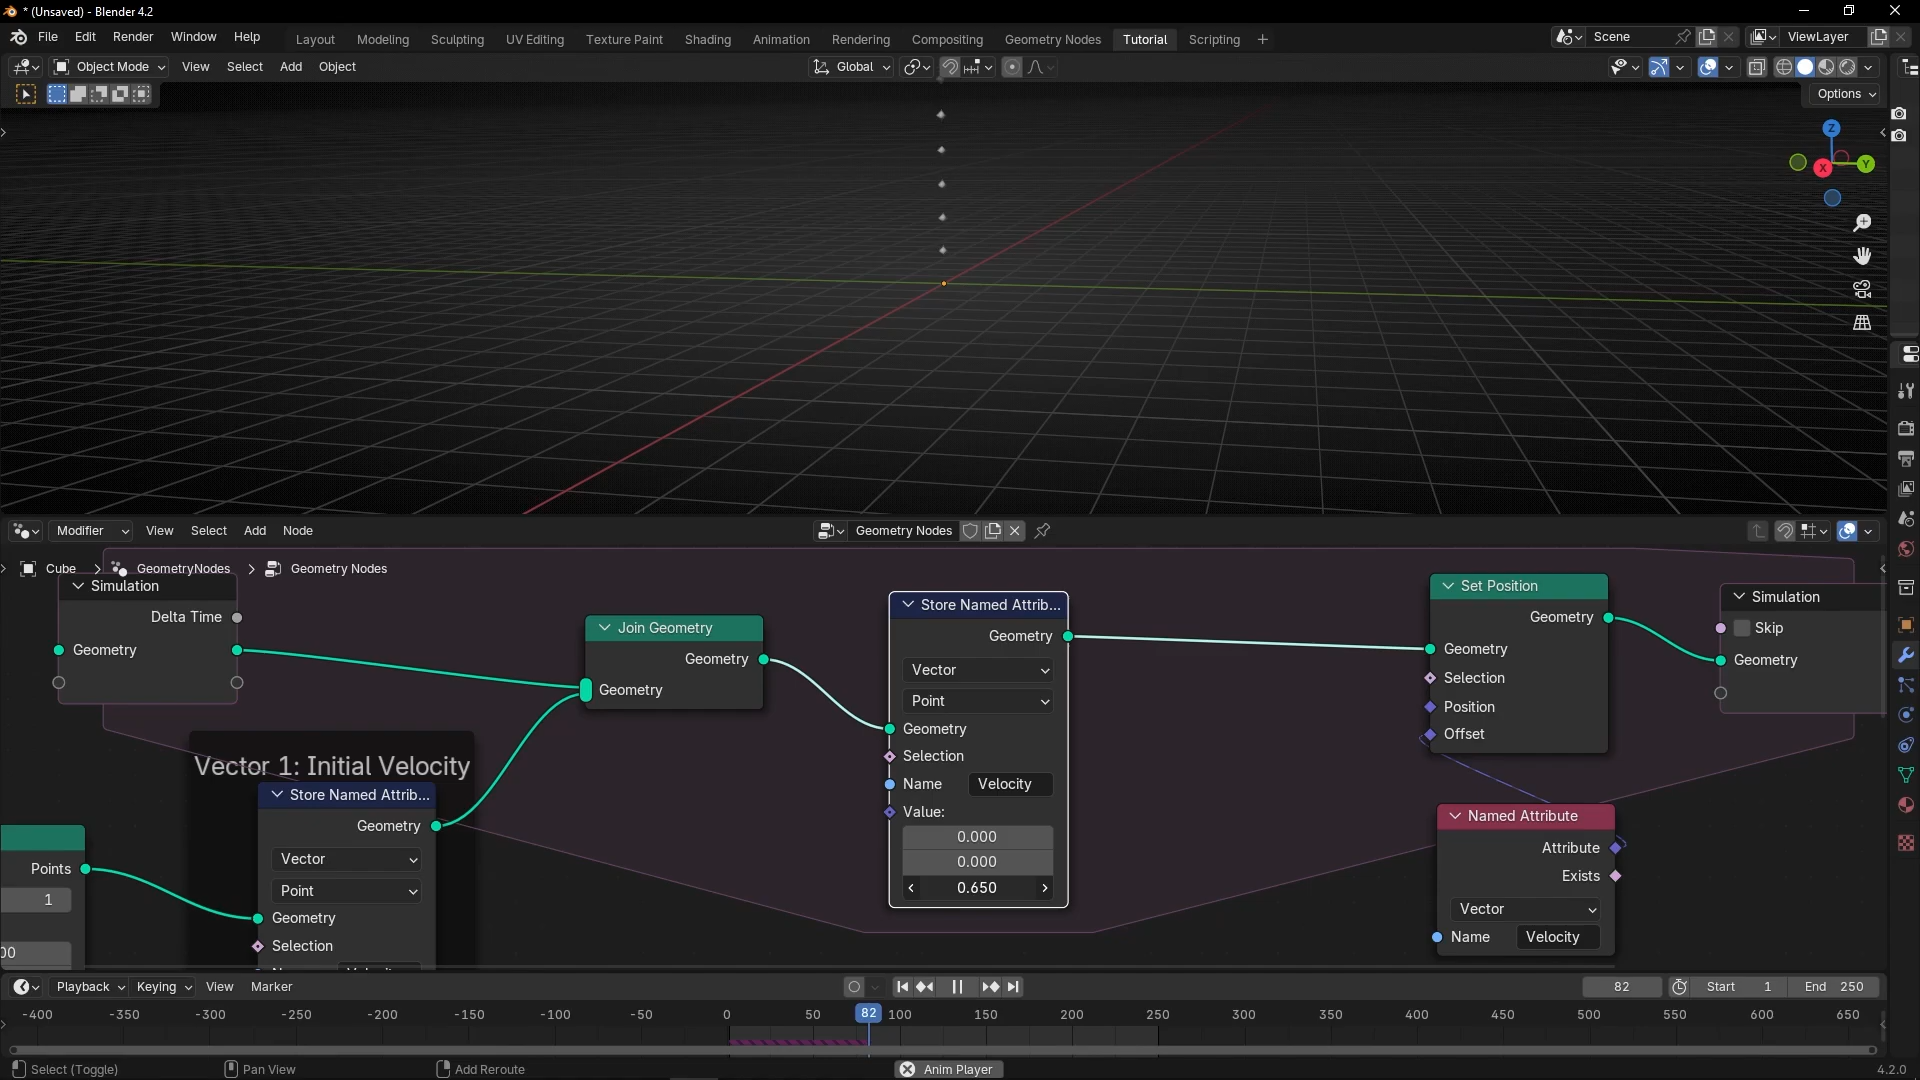 * (Unsaved) - Blender 4.2
File Edit Render Window Help Layout Modeling Sculpting UV Editing Texture Paint Shading Animation Rendering Compositing Geometry Nodes Tutorial Scripting + Scene ViewLayer
Object Mode View Select Add Object Global
Options
Z
Y
X
Modifier View Select Add Node Geometry Nodes
Cube > GeometryNodes > Geometry Nodes
Simulation
Delta Time
Geometry
Join Geometry
Geometry
Geometry
Store Named Attrib...
Geometry
Vector
Point
Geometry
Selection
Name Velocity
Value:
0.000
0.000
0.650
Set Position
Geometry
Geometry
Selection
Position
Offset
Simulation
Skip
Geometry
Vector 1: Initial Velocity
Store Named Attrib...
Geometry
Vector
Point
Geometry
Selection
Points
1
00
Named Attribute
Attribute
Exists
Vector
Name Velocity
Playback Keying View Marker 82 Start 1 End 250
-400 -350 -300 -250 -200 -150 -100 -50 0 50 82 100 150 200 250 300 350 400 450 500 550 600 650
Select (Toggle) Pan View Add Reroute Anim Player 4.2.0